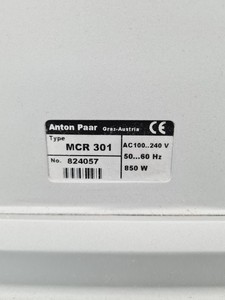 Anton Paar Graz-Austria CE
Type
MCR 301
AC100..240 V
No. 824057
50...60 Hz
850 W